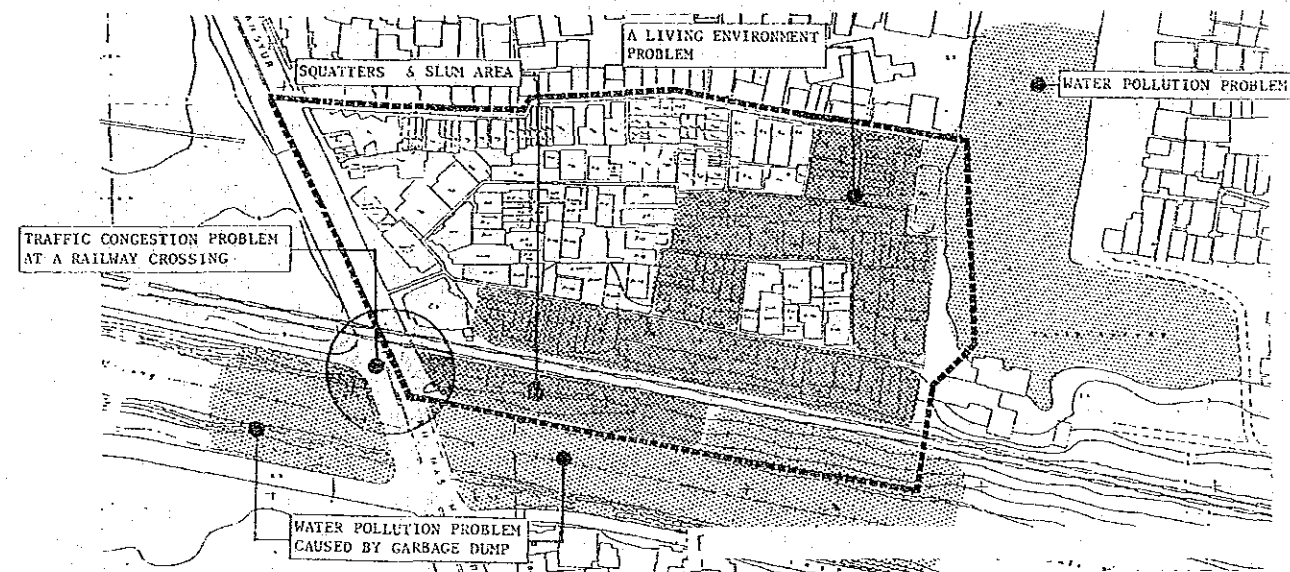 A LIVING ENVIRONMENT
PROBLEM
SQUATTERS & SLUM AREA
WATER POLLUTION PROBLEM
TRAFFIC CONGESTION PROBLEM
AT A RAILWAY CROSSING
WATER POLLUTION PROBLEM
CAUSED BY GARBAGE DUMP